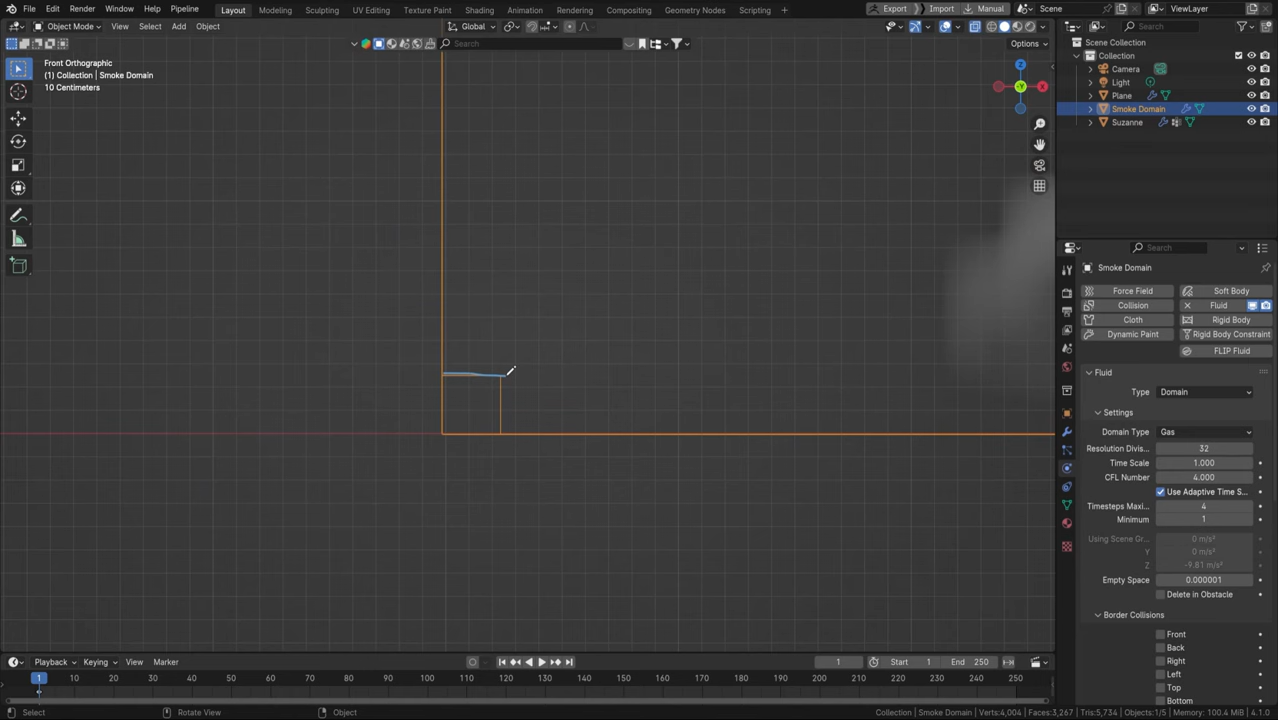 File Edit Render Window Help Pipeline Layout Modeling Sculpting UV Editing Texture Paint Shading Animation Rendering Compositing Geometry Nodes Scripting + Export Import Manual Scene ViewLayer
Object Mode View Select Add Object Global Search
Search Options
Front Orthographic
(1) Collection | Smoke Domain
10 Centimeters
Z
Y
X
Scene Collection
Collection
Camera
Light
Plane
Smoke Domain
Suzanne
Search
Smoke Domain
Force Field Soft Body
Collision Fluid
Cloth Rigid Body
Dynamic Paint Rigid Body Constraint
FLIP Fluid
Fluid
Type Domain
Settings
Domain Type Gas
Resolution Divis... 32
Time Scale 1.000
CFL Number 4.000
Use Adaptive Time S...
Timesteps Maxi... 4
Minimum 1
Using Scene Gr... 0 m/s²
Y 0 m/s²
Z -9.81 m/s²
Empty Space 0.000001
Delete in Obstacle
Border Collisions
Front
Back
Right
Left
Top
Bottom
Playback Keying View Marker 1 Start 1 End 250
1 10 20 30 40 50 60 70 80 90 100 110 120 130 140 150 160 170 180 190 200 210 220 230 240 250
Select Rotate View Object Collection | Smoke Domain | Verts:4,004 | Faces:3,267 | Tris:5,734 | Objects:1/5 | Memory: 100.4 MiB | 4.1.0